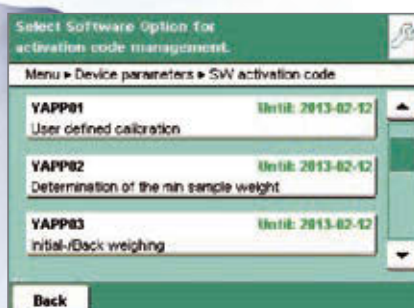 Select Software Option for
activation code management.
Menu ▸ Device parameters ▸ SW activation code
YAPP01 Until: 2013-02-12
User defined calibration
YAPP02 Until: 2013-02-12
Determination of the min sample weight
YAPP03 Until: 2013-02-12
Initial-/Back weighing
Back